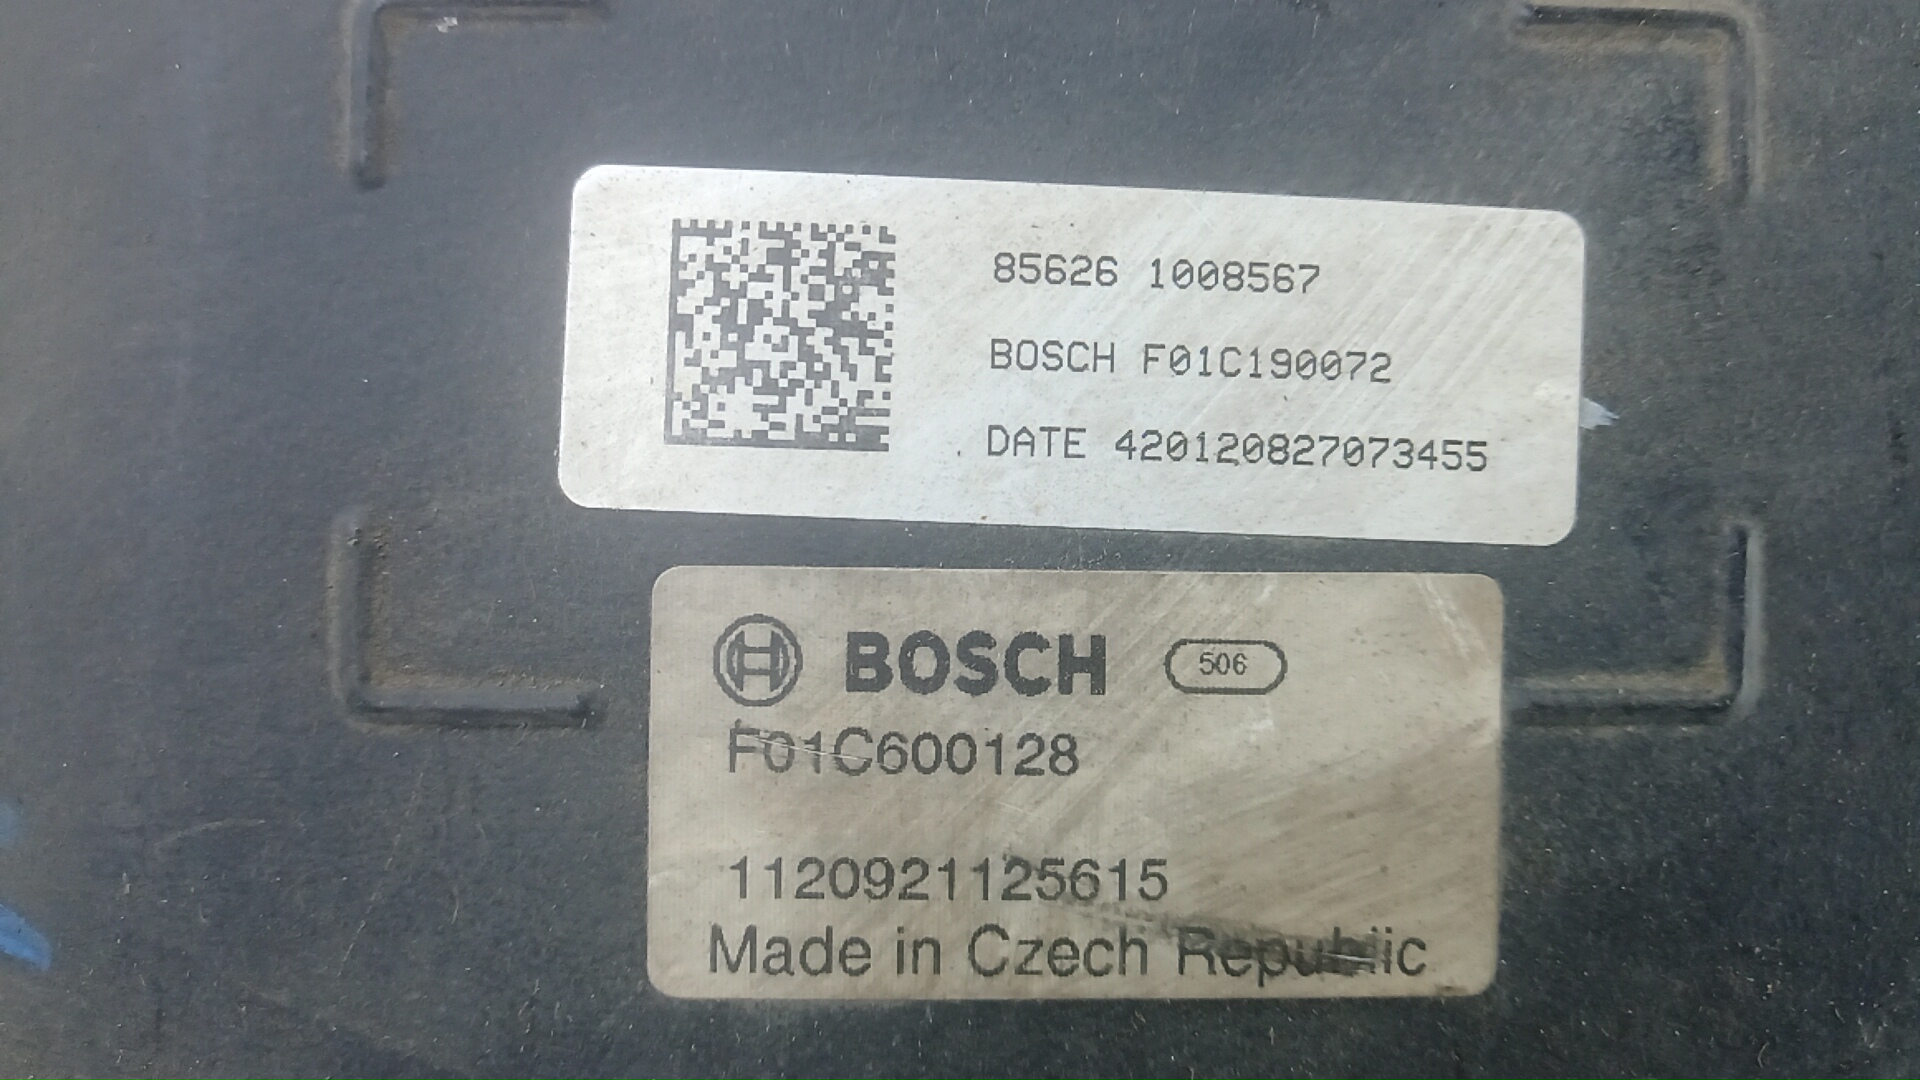 85626 1008567
BOSCH F01C190072
DATE 420120827073455
BOSCH 506
F01C600128
1120921125615
Made in Czech Republic